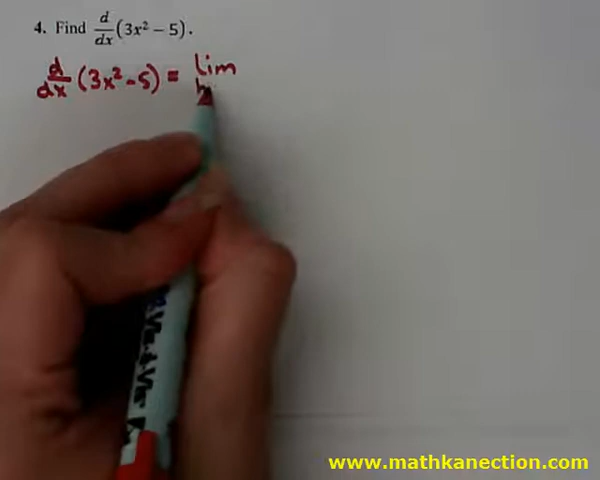 4. Find d/dx (3x² – 5).
d/dx (3x² - 5) = lim
h
www.mathkanection.com